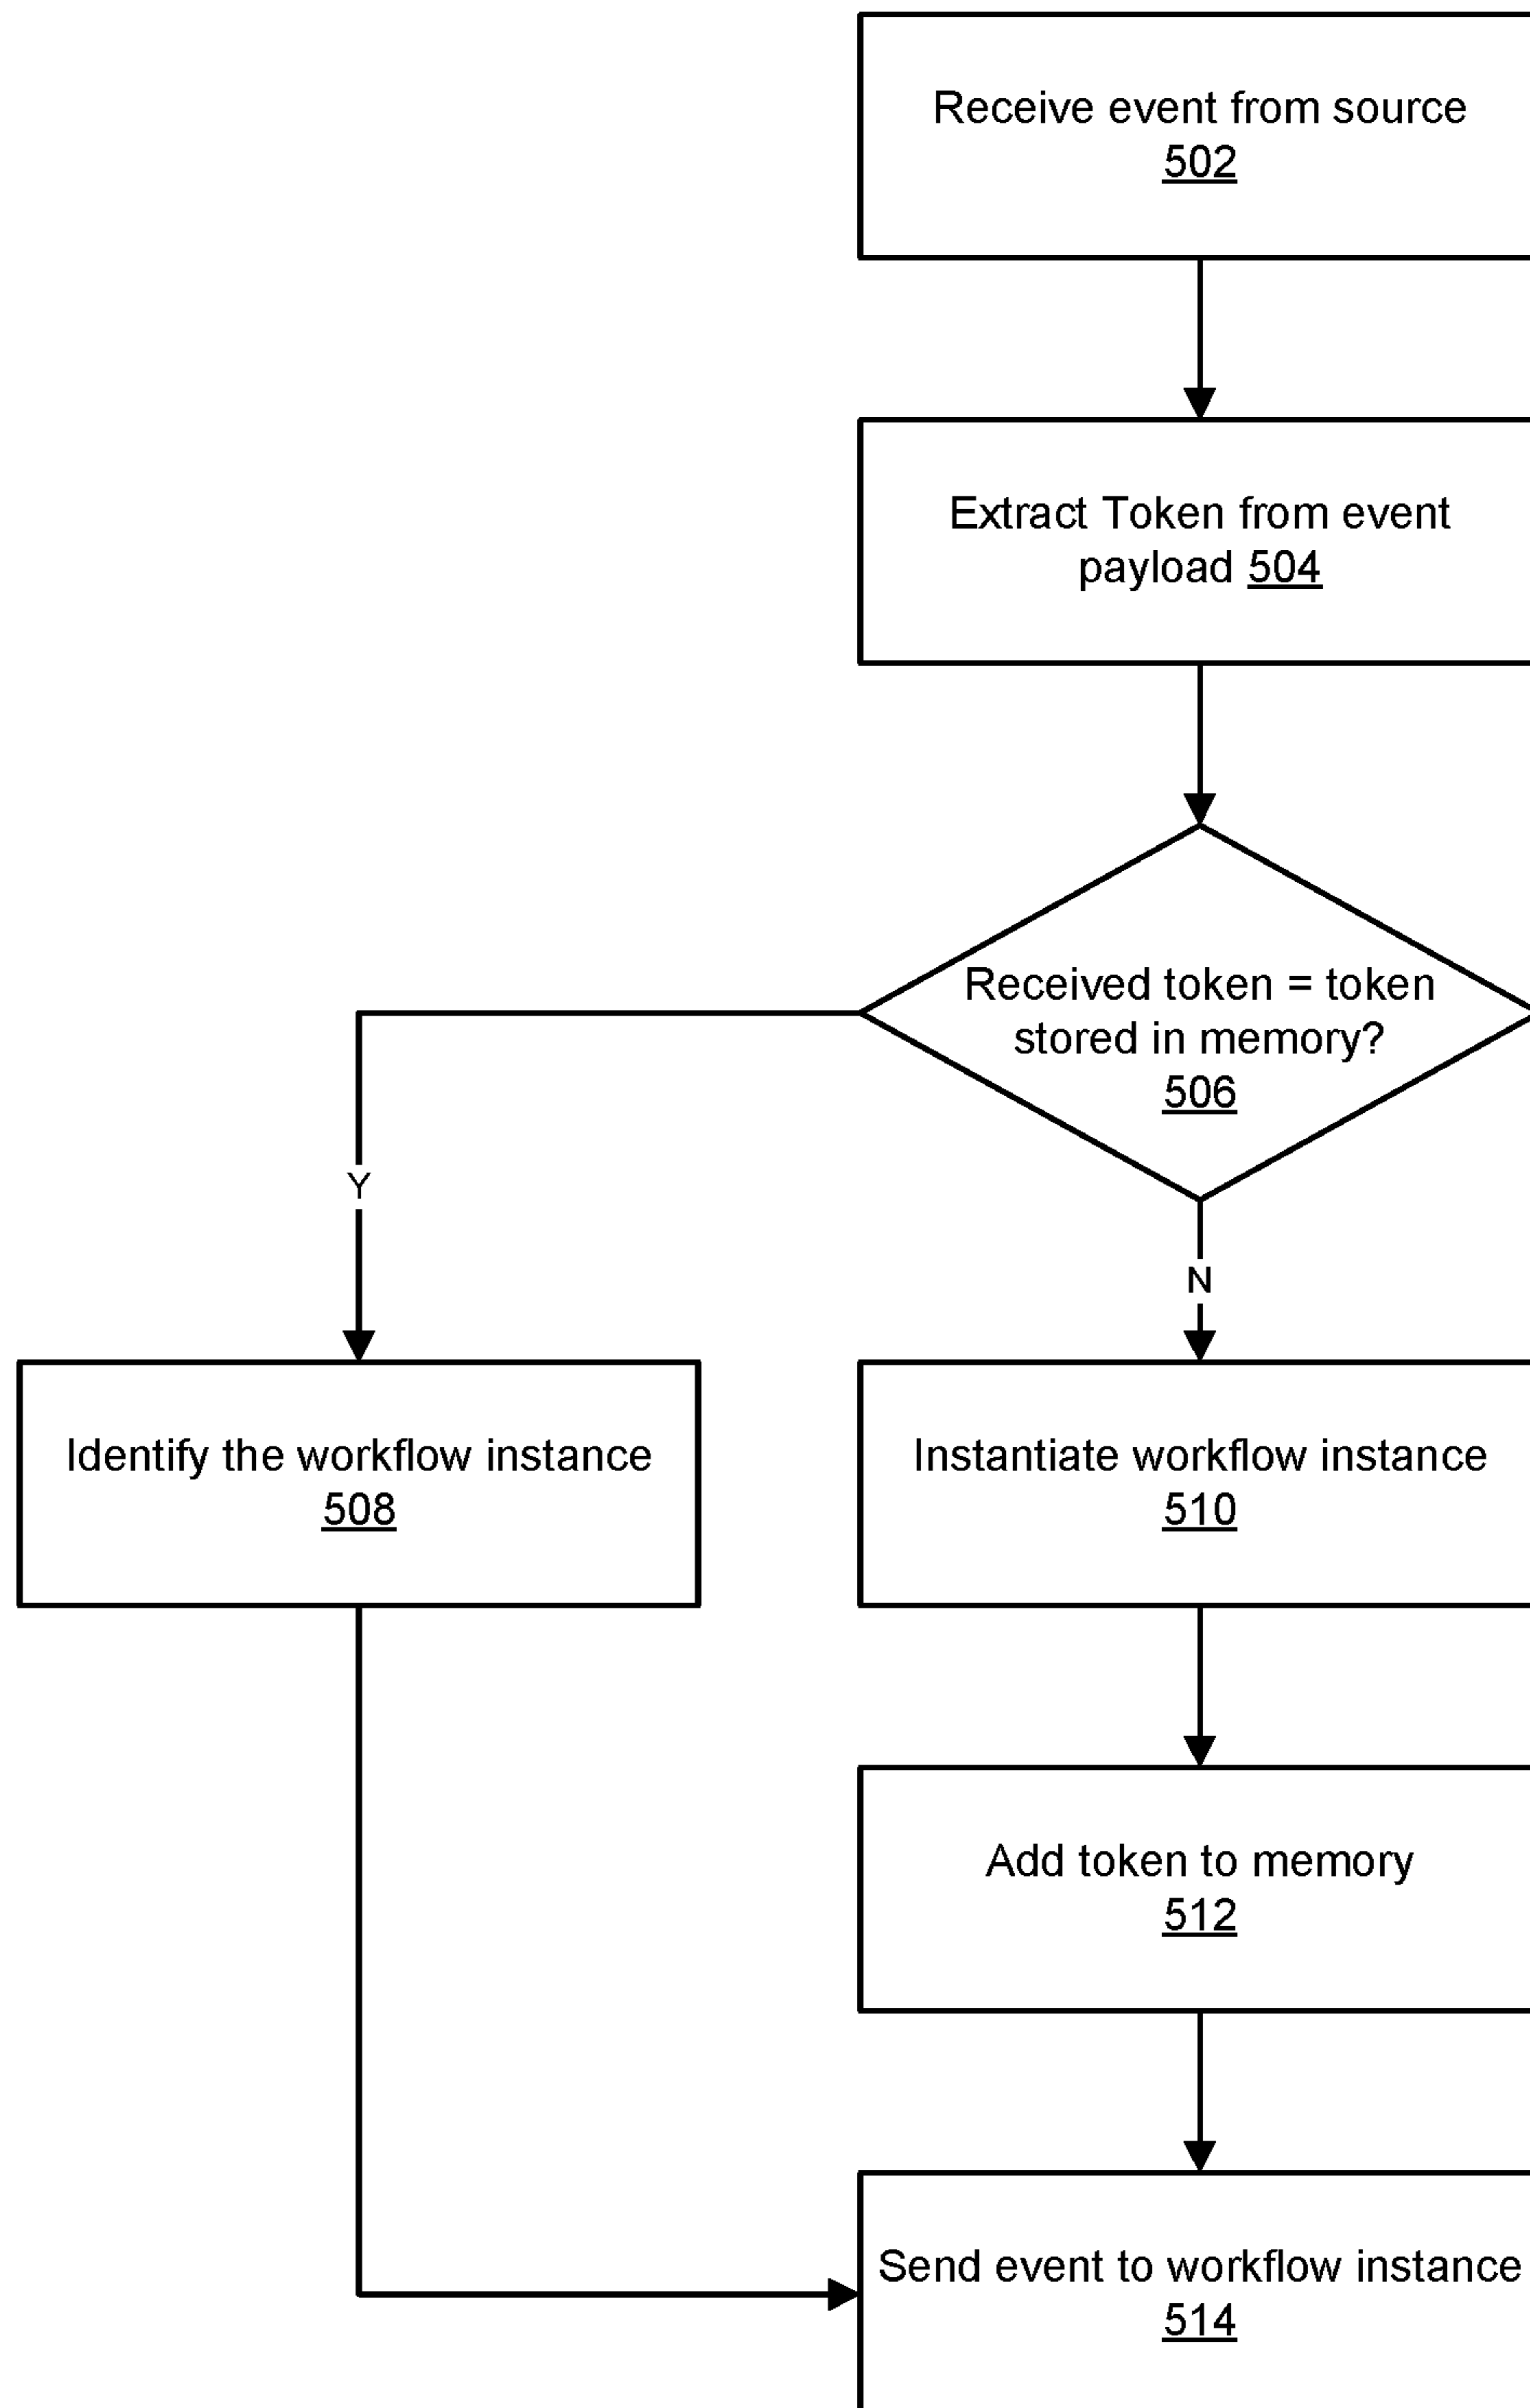 Receive event from source
502
Extract Token from event
payload 504
Received token = token
stored in memory?
506
Y
N
Identify the workflow instance
508
Instantiate workflow instance
510
Add token to memory
512
Send event to workflow instance
514